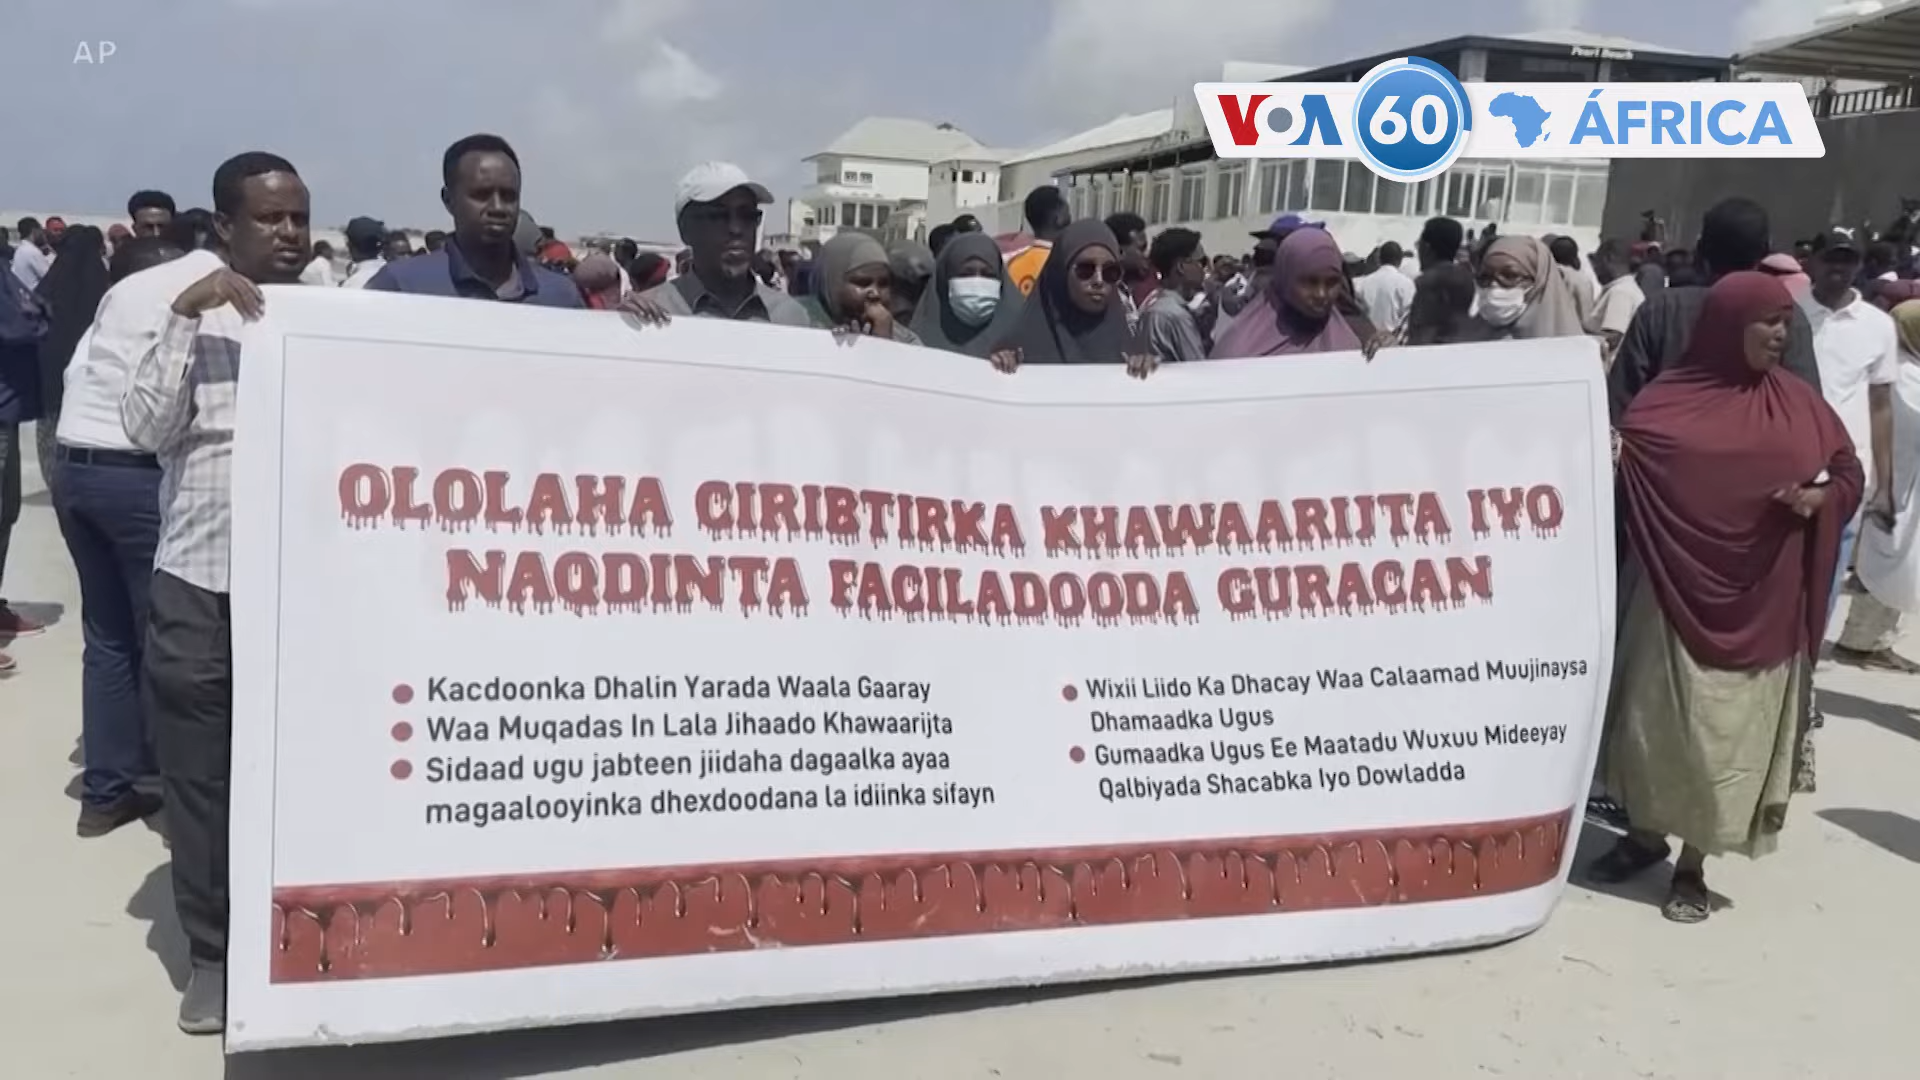 AP
Pearl Beach
VOA 60 ÁFRICA
OLOLAHA CIRIBTIRKA KHAWAARIJTA IYO
NAQDINTA FACILADOODA GURACAN
Kacdoonka Dhalin Yarada Waala Gaaray
Waa Muqadas In Lala Jihaado Khawaarijta
Sidaad ugu jabteen jiidaha dagaalka ayaa
magaalooyinka dhexdoodana la idiinka sifayn
Wixii Liido Ka Dhacay Waa Calaamad Muujinaysa
Dhamaadka Ugus
Gumaadka Ugus Ee Maatadu Wuxuu Mideeyay
Qalbiyada Shacabka Iyo Dowladda